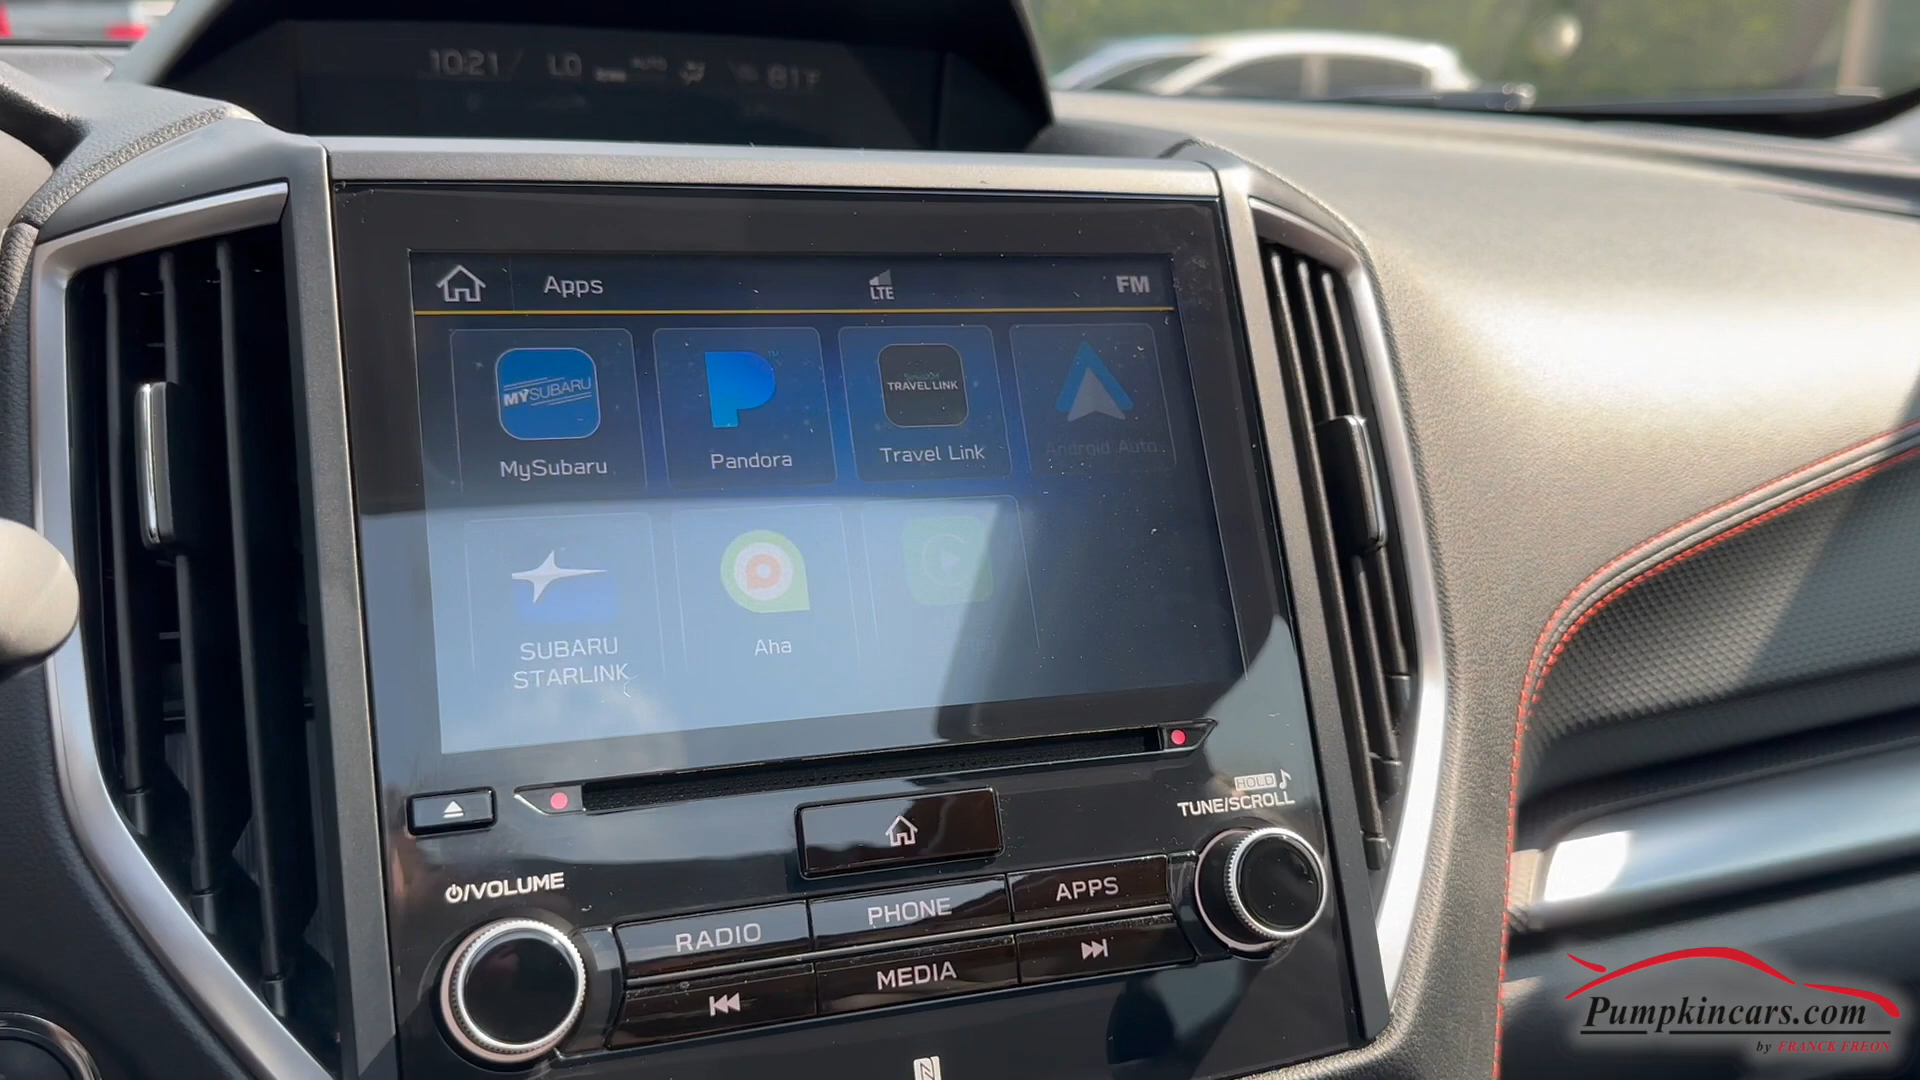 10:21 LO AUTO 81°F
Apps LTE FM
MYSUBARU
TRAVEL LINK
MySubaru Pandora Travel Link Android Auto
SUBARU
STARLINK
Aha
HOLD
TUNE/SCROLL
/VOLUME
RADIO PHONE APPS
MEDIA
Pumpkincars.com
by FRANCK FREON